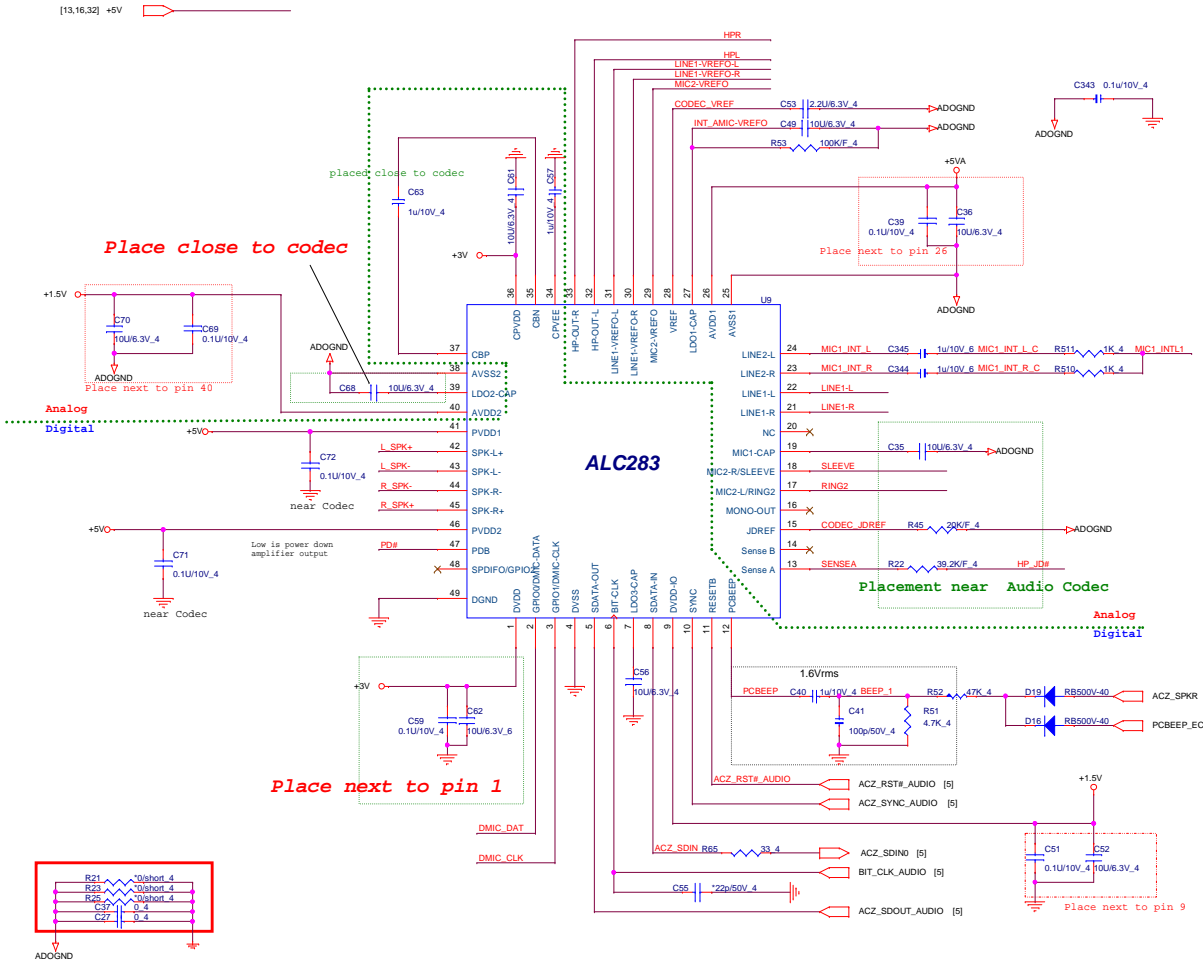 [13,16,32] +5V
HPR
HPL
LINE1-VREFO-L
LINE1-VREFO-R
MIC2-VREFO
CODEC_VREF C53 2.2U/6.3V_4 ADOGND
INT_AMIC-VREFO C49 10U/6.3V_4 ADOGND
R53 100K/F_4
C343 0.1u/10V_4
ADOGND
+5VA
C39
0.1U/10V_4
C36
10U/6.3V_4
Place next to pin 26
ADOGND
placed close to codec
C63
1u/10V_4
C61
10U/6.3V_4
C57
1u/10V_4
+3V
Place close to codec
+1.5V
C70
10U/6.3V_4
C69
0.1U/10V_4
ADOGND
Place next to pin 40
ADOGND
C68 10U/6.3V_4
Analog
Digital
36 35 34 33 32 31 30 29 28 27 26 25
CPVDD
CBN
CPVEE
HP-OUT-R
HP-OUT-L
LINE1-VREFO-L
LINE1-VREFO-R
MIC2-VREFO
VREF
LDO1-CAP
AVDD1
AVSS1
U9
37 CBP
38 AVSS2
39 LDO2-CAP
40 AVDD2
+5V 41 PVDD1
L_SPK+ 42 SPK-L+
L_SPK- 43 SPK-L-
R_SPK- 44 SPK-R-
R_SPK+ 45 SPK-R+
+5V 46 PVDD2
PD# 47 PDB
48 SPDIFO/GPIO2
49 DGND
C72
0.1U/10V_4
near Codec
C71
0.1U/10V_4
near Codec
Low is power down
amplifier output
ALC283
LINE2-L 24 MIC1_INT_L C345 1u/10V_6 MIC1_INT_L_C R511 1K_4 MIC1_INTL1
LINE2-R 23 MIC1_INT_R C344 1u/10V_6 MIC1_INT_R_C R510 1K_4
LINE1-L 22 LINE1-L
LINE1-R 21 LINE1-R
NC 20
MIC1-CAP 19 C35 10U/6.3V_4 ADOGND
MIC2-R/SLEEVE 18 SLEEVE
MIC2-L/RING2 17 RING2
MONO-OUT 16
JDREF 15 CODEC_JDREF R45 20K/F_4 ADOGND
Sense B 14
Sense A 13 SENSEA R22 39.2K/F_4 HP_JD#
Placement near Audio Codec
Analog
Digital
DVDD
GPIO0/DMIC-DATA
GPIO1/DMIC-CLK
DVSS
SDATA-OUT
BIT-CLK
LDO3-CAP
SDATA-IN
DVDD-IO
SYNC
RESETB
PCBEEP
1 2 3 4 5 6 7 8 9 10 11 12
+3V
C59
0.1U/10V_4
C62
10U/6.3V_6
Place next to pin 1
C56
10U/6.3V_4
1.6Vrms
PCBEEP C40 1u/10V_4 BEEP_1 R52 47K_4
C41
100p/50V_4
R51
4.7K_4
D19 RB500V-40 ACZ_SPKR
D16 RB500V-40 PCBEEP_EC
ACZ_RST#_AUDIO ACZ_RST#_AUDIO [5]
ACZ_SYNC_AUDIO [5]
+1.5V
DMIC_DAT
DMIC_CLK
ACZ_SDIN R65 33_4 ACZ_SDIN0 [5]
BIT_CLK_AUDIO [5]
C55 *22p/50V_4
ACZ_SDOUT_AUDIO [5]
C51
0.1U/10V_4
C52
10U/6.3V_4
Place next to pin 9
R21 *0/short_4
R23 *0/short_4
R25 *0/short_4
C37 0_4
C27 0_4
ADOGND